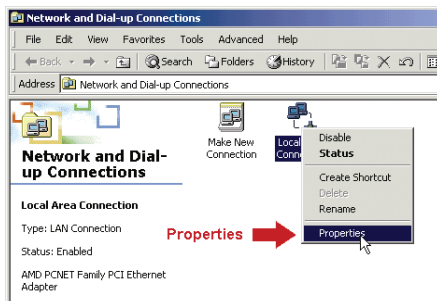 Network and Dial-up Connections
File Edit View Favorites Tools Advanced Help
Back Search Folders History
Address Network and Dial-up Connections
Make New Connection
Local
Conne
Disable
Status
Create Shortcut
Delete
Rename
Properties
Network and Dial-
up Connections
Local Area Connection
Type: LAN Connection
Properties
Status: Enabled
AMD PCNET Family PCI Ethernet
Adapter